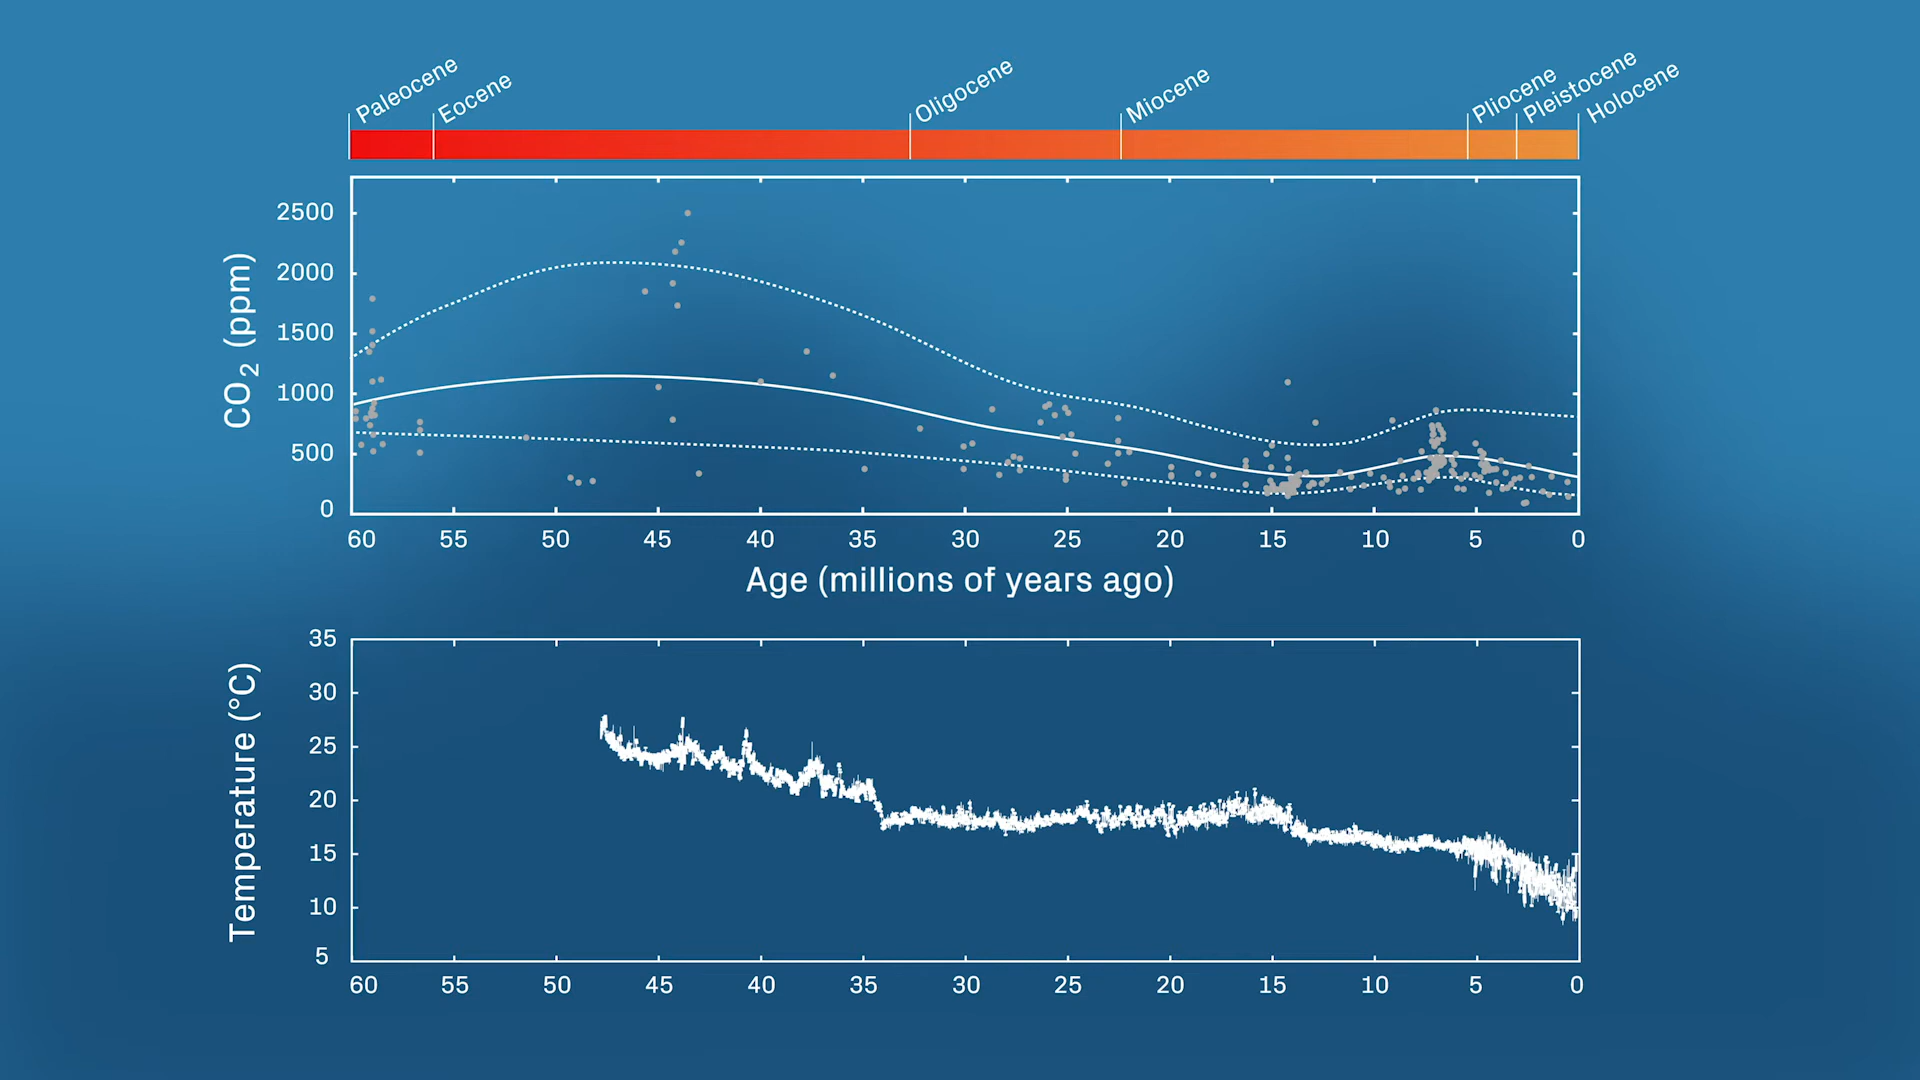 Paleocene
Eocene
Oligocene
Miocene
Pliocene
Pleistocene
Holocene
CO2 (ppm)
2500
2000
1500
1000
500
0
60 55 50 45 40 35 30 25 20 15 10 5 0
Age (millions of years ago)
Temperature (°C)
35
30
25
20
15
10
5
60 55 50 45 40 35 30 25 20 15 10 5 0